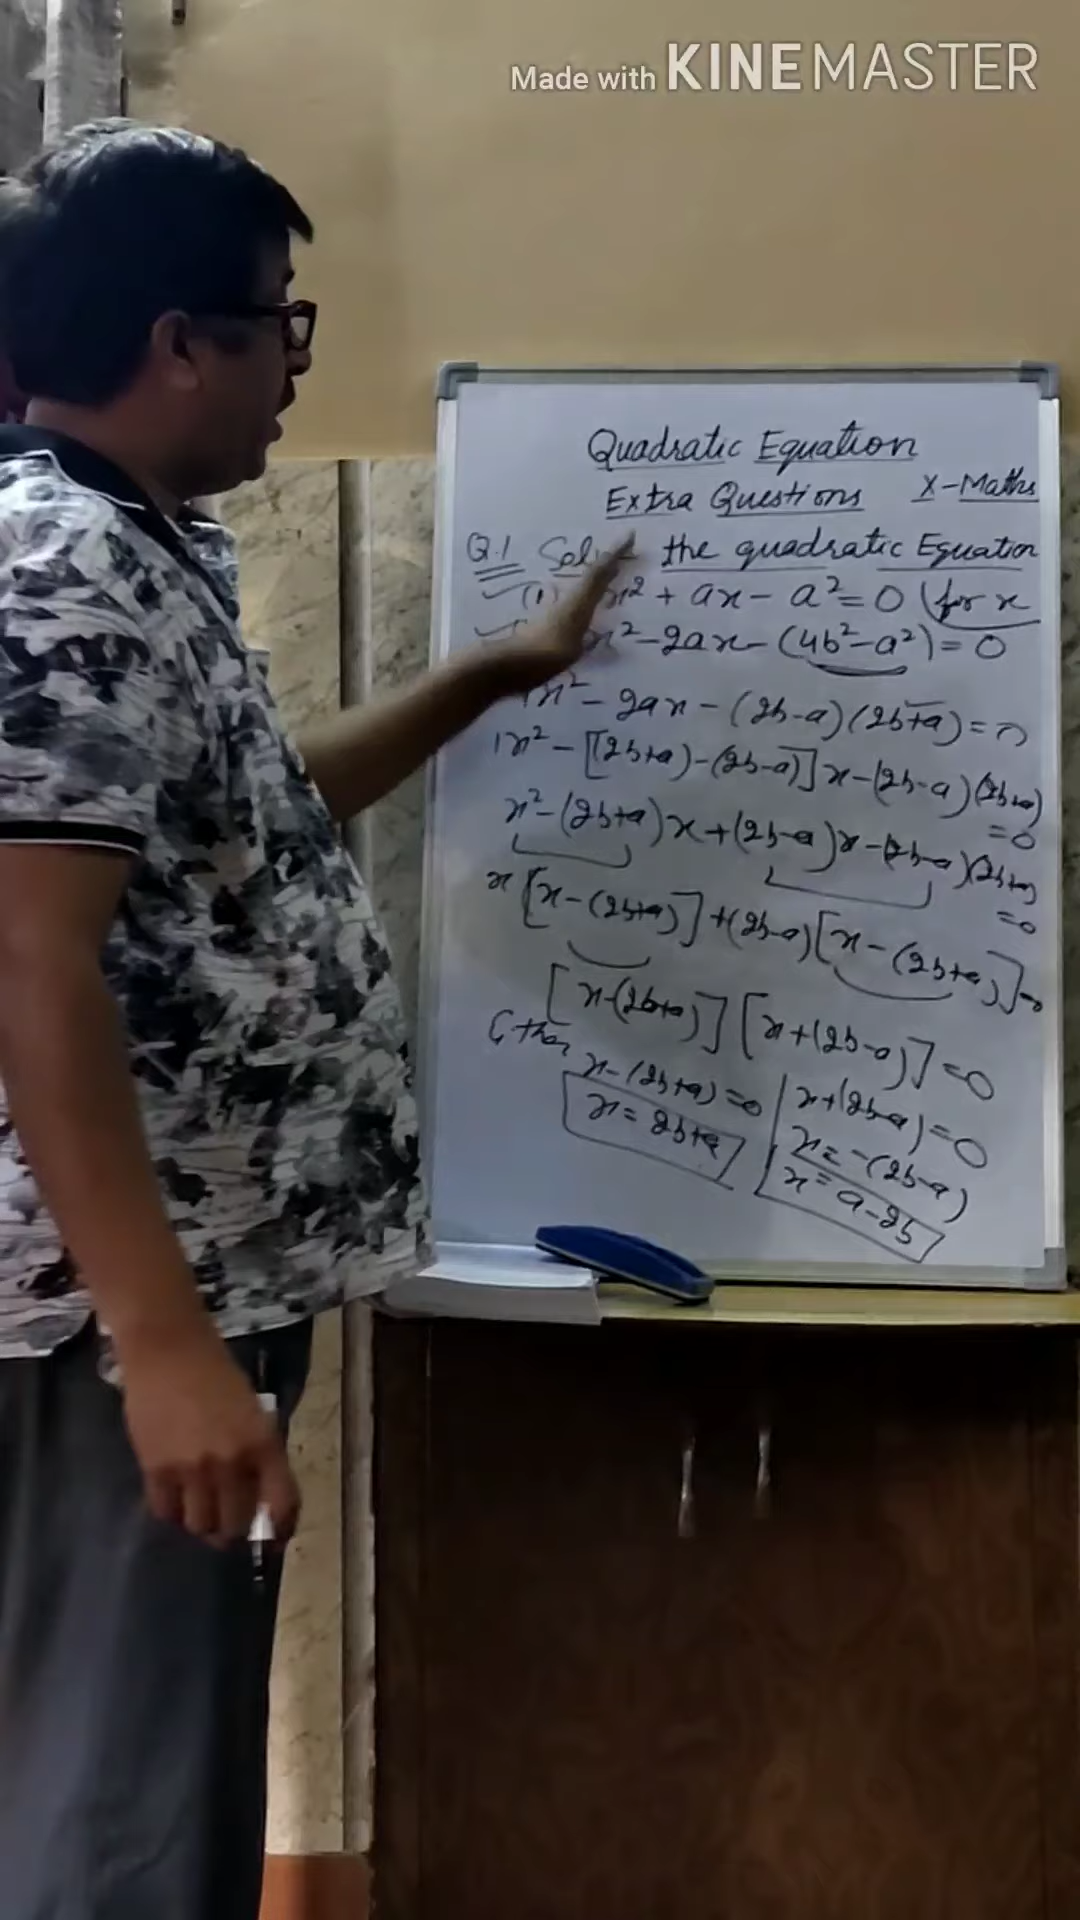 Made with KINEMASTER
Quadratic Equation
Extra Questions X-Maths
Q.1 the quadratic Equation
(1) x² + ax - a² = 0 (for x
x² - 2ax - (4b² - a²) = 0
x² - 2ax - (2b-a)(2b+a) = 0
x² - [(2b+a) - (2b-a)]x - (2b-a)(2b+a)
= 0
x² - (2b+a)x + (2b-a)x - (2b-a)(2b+a)
= 0
x[x - (2b+a)] + (2b-a)[x - (2b+a)] = 0
[x - (2b+a)][x + (2b-a)] = 0
Either
x - (2b+a) = 0
x = 2b+a
x + (2b-a) = 0
x = -(2b-a)
x = a - 2b